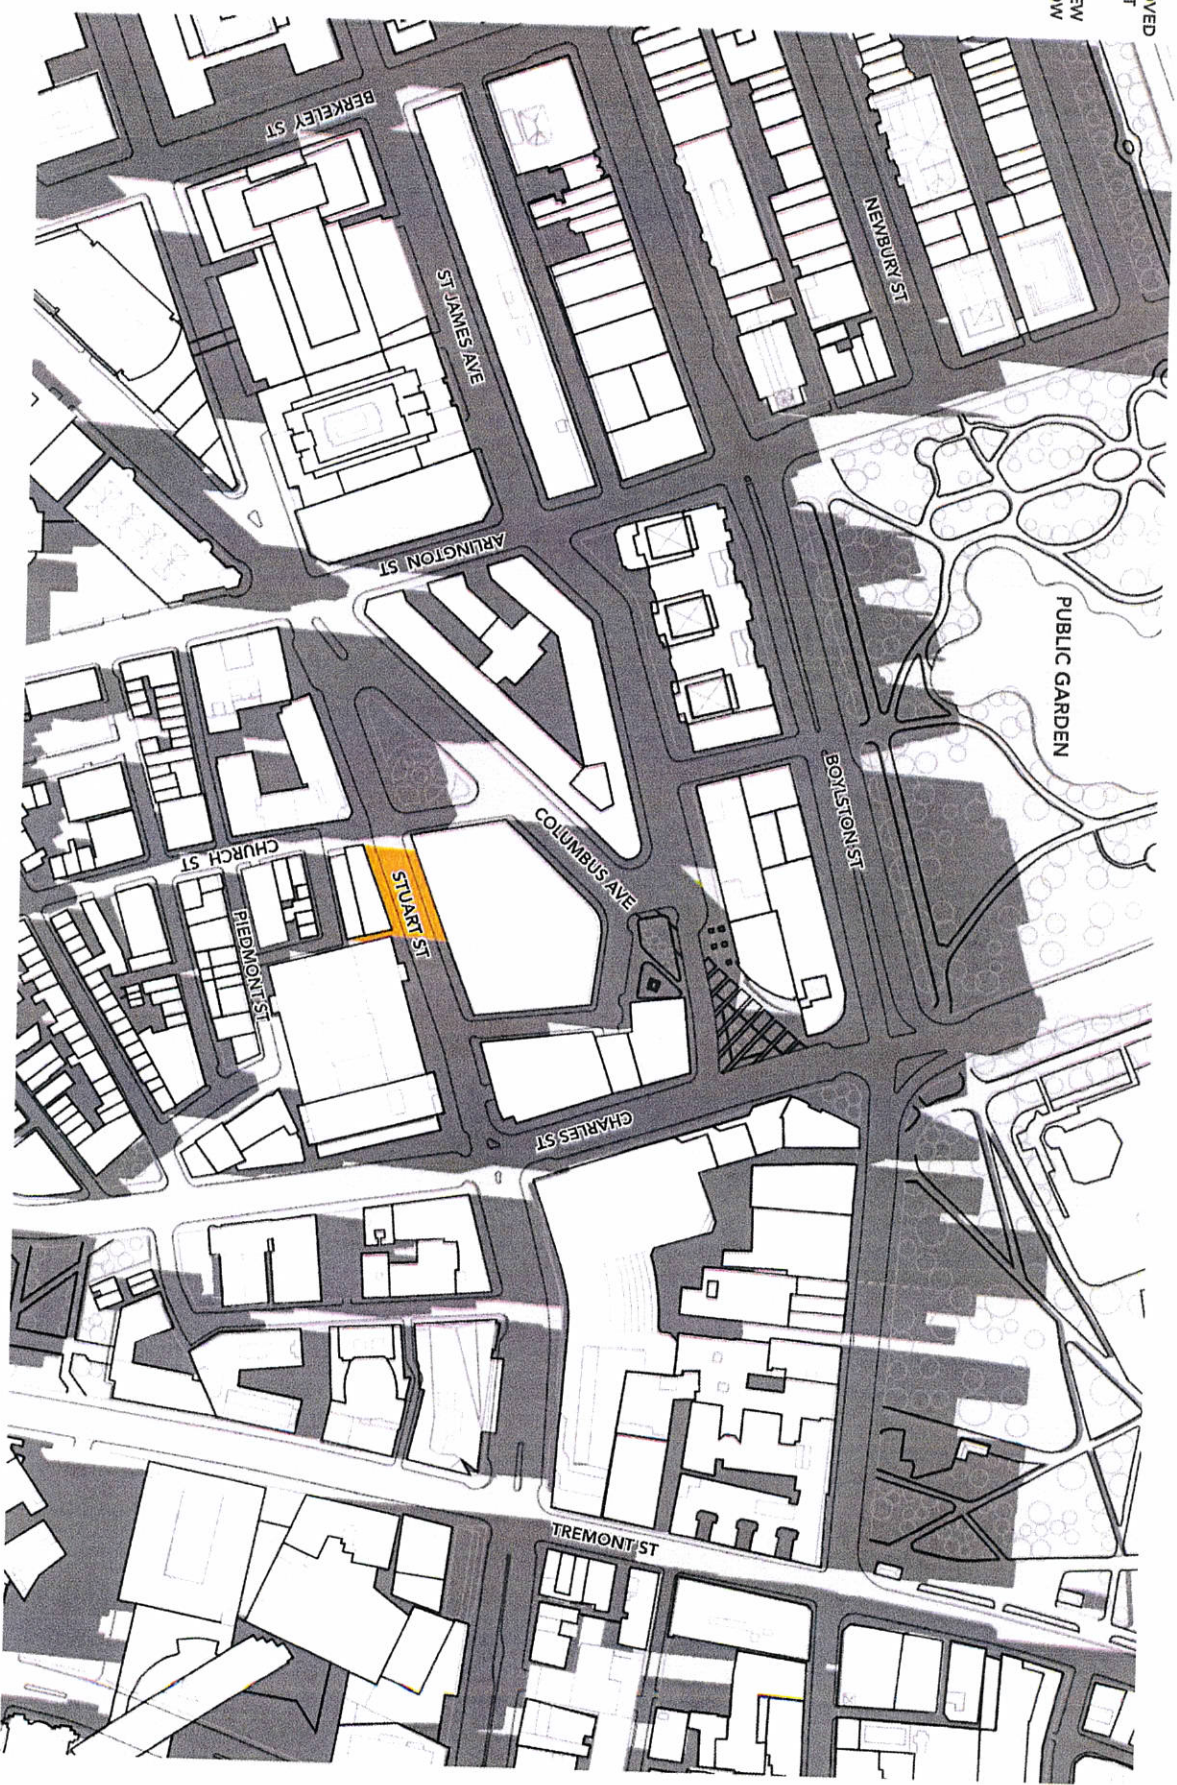 BERKELEY ST
NEWBURY ST
ST JAMES AVE
ARLINGTON ST
PUBLIC GARDEN
BOYLSTON ST
COLUMBUS AVE
CHURCH ST
STUART ST
PIEDMONT ST
CHARLES ST
TREMONT ST